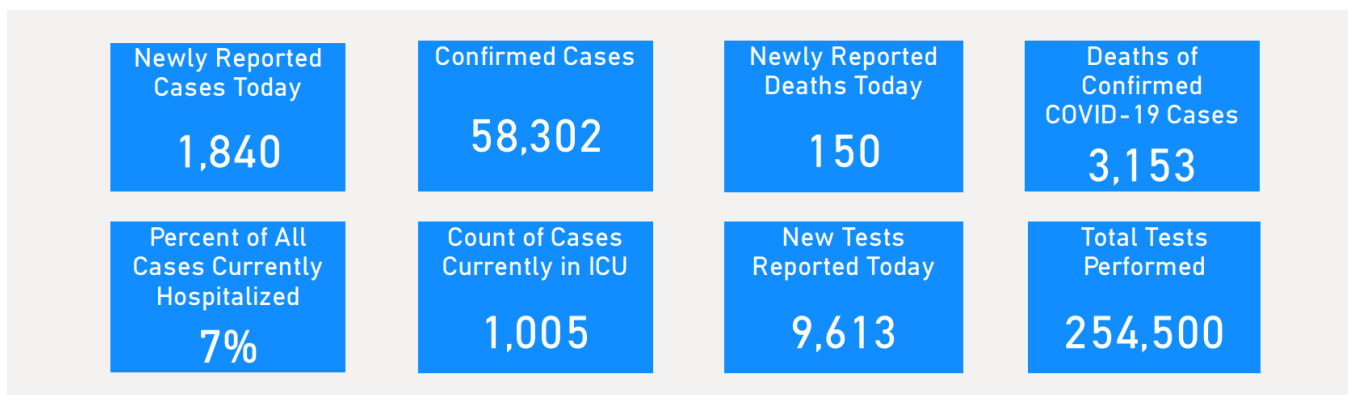 Newly Reported
Cases Today
1,840
Confirmed Cases
58,302
Newly Reported
Deaths Today
150
Deaths of
Confirmed
COVID-19 Cases
3,153
Percent of All
Cases Currently
Hospitalized
7%
Count of Cases
Currently in ICU
1,005
New Tests
Reported Today
9,613
Total Tests
Performed
254,500